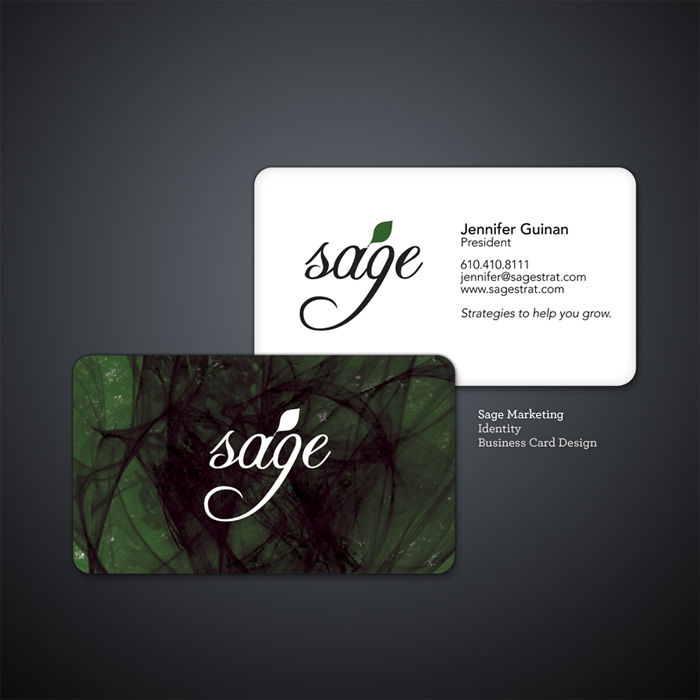 sage
Jennifer Guinan
President
610.410.8111
jennifer@sagestrat.com
www.sagestrat.com
Strategies to help you grow.
sage
Sage Marketing
Identity
Business Card Design